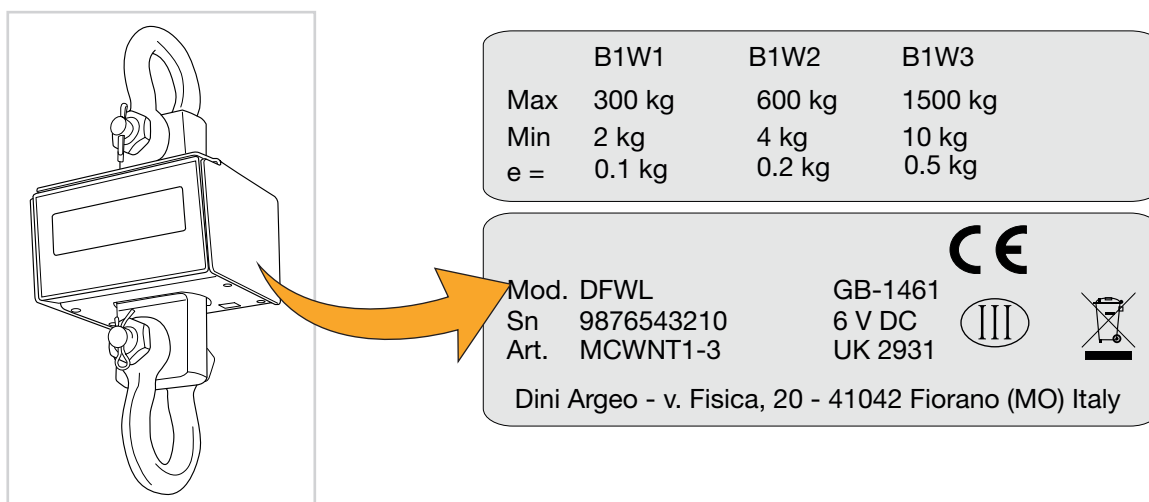 B1W1 B1W2 B1W3
Max 300 kg 600 kg 1500 kg
Min 2 kg 4 kg 10 kg
e = 0.1 kg 0.2 kg 0.5 kg
CE
Mod. DFWL GB-1461
Sn 9876543210 6 V DC
Art. MCWNT1-3 UK 2931
III
Dini Argeo - v. Fisica, 20 - 41042 Fiorano (MO) Italy